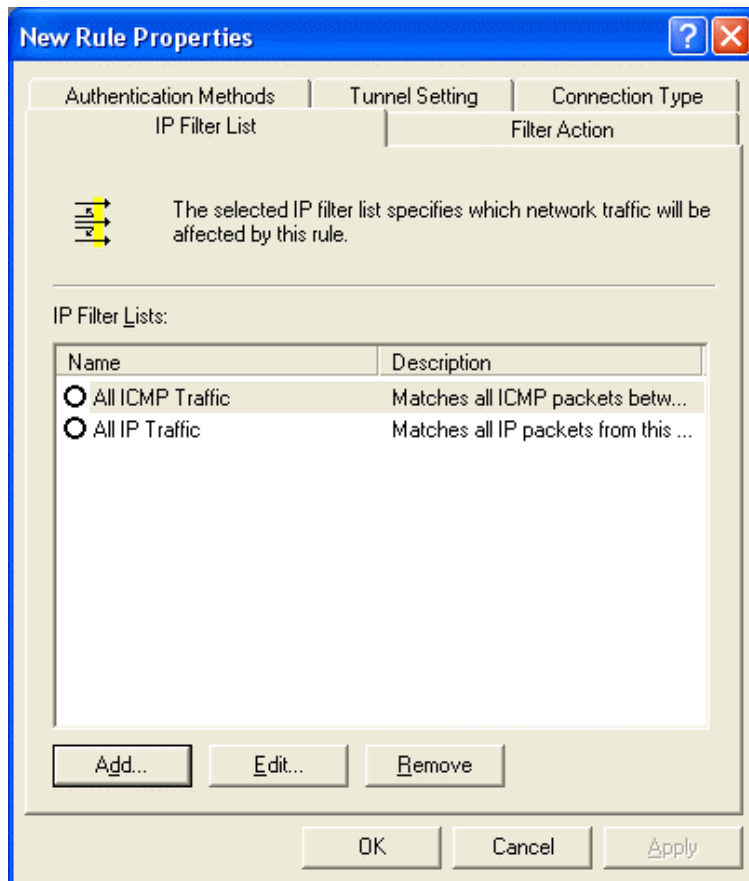 New Rule Properties
Authentication Methods
Tunnel Setting
Connection Type
IP Filter List
Filter Action
The selected IP filter list specifies which network traffic will be
affected by this rule.
IP Filter Lists:
Name Description
All ICMP Traffic Matches all ICMP packets betw...
All IP Traffic Matches all IP packets from this ...
Add... Edit... Remove
OK Cancel Apply